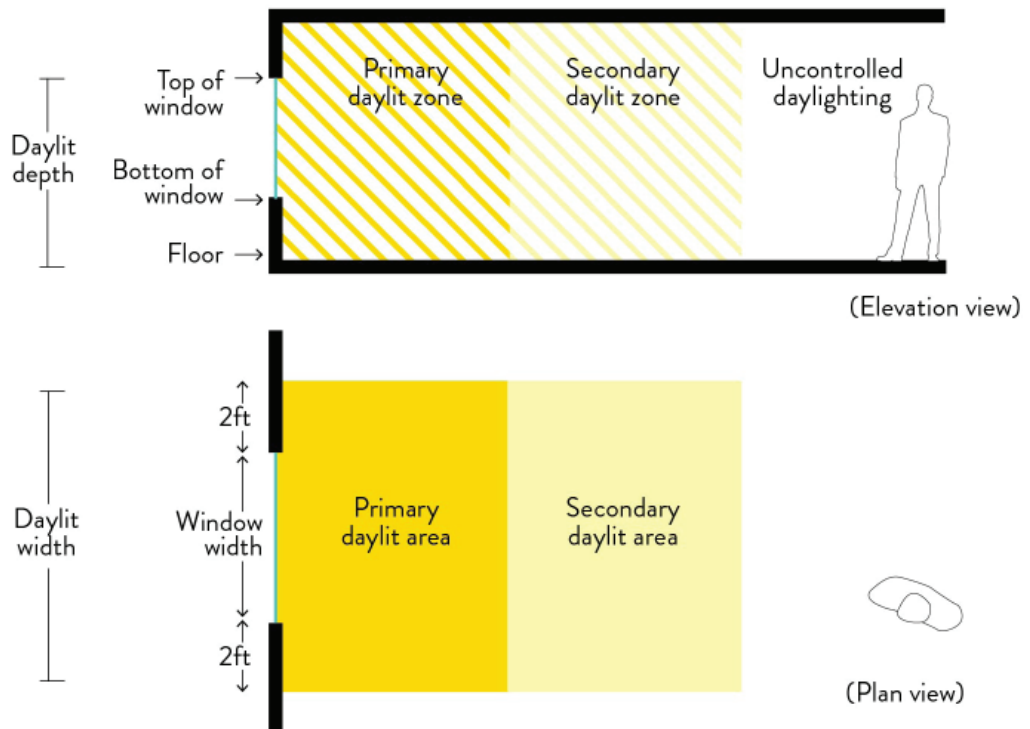 Top of
window
Primary
daylit zone
Secondary
daylit zone
Uncontrolled
daylighting
Daylit
depth
Bottom of
window
Floor
(Elevation view)
2ft
Daylit
width
Window
width
Primary
daylit area
Secondary
daylit area
2ft
(Plan view)